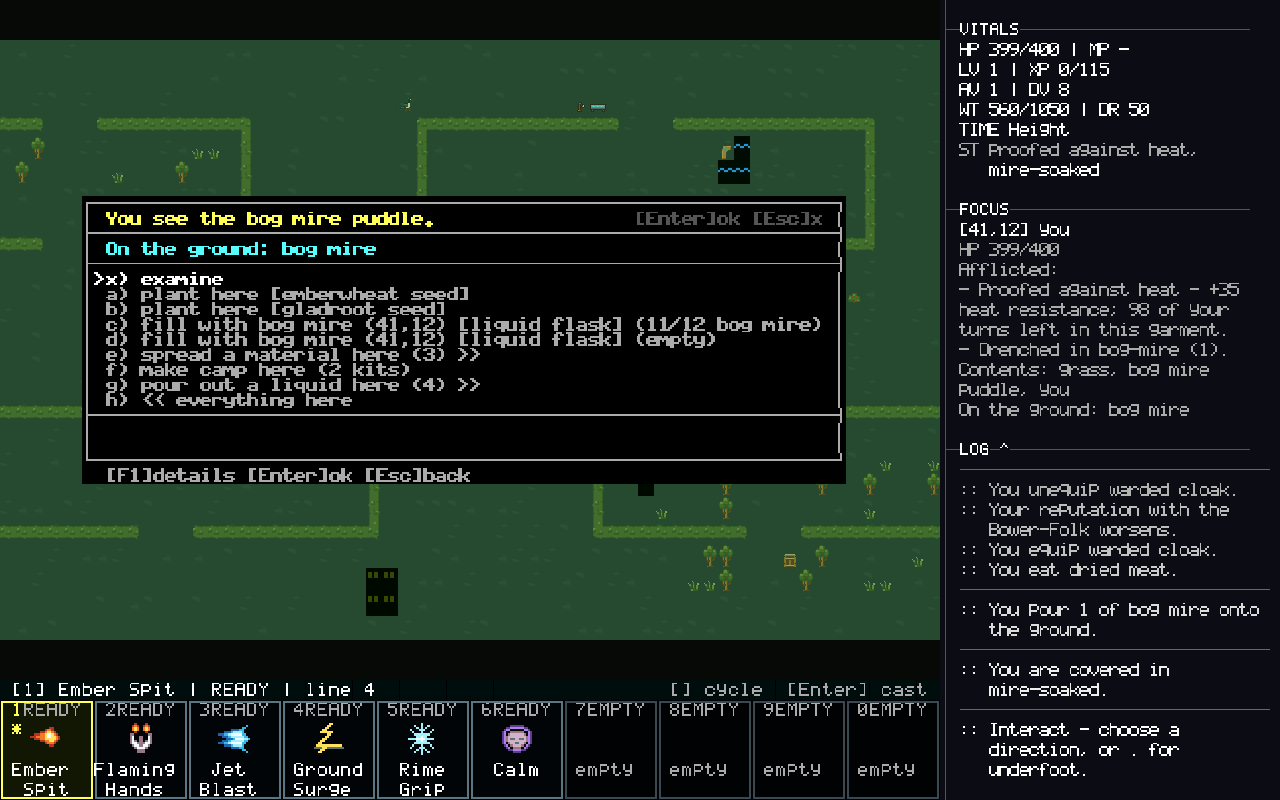 You see the bog mire puddle. [Enter]ok [Esc]x
On the ground: bog mire
>x) examine
a) plant here [emberwheat seed]
b) plant here [gladroot seed]
c) fill with bog mire (41,12) [liquid flask] (11/12 bog mire)
d) fill with bog mire (41,12) [liquid flask] (empty)
e) spread a material here (3) >>
f) make camp here (2 kits)
g) pour out a liquid here (4) >>
h) << everything here
[F1]details [Enter]ok [Esc]back
[1] Ember Spit | READY | line 4 [] cycle [Enter] cast
1READY 2READY 3READY 4READY 5READY 6READY 7EMPTY 8EMPTY 9EMPTY 0EMPTY
*
Ember Spit
Flaming Hands
Jet Blast
Ground Surge
Rime Grip
Calm
empty
empty
empty
empty
VITALS
HP 399/400 | MP -
LV 1 | XP 0/115
AV 1 | DV 8
WT 560/1050 | DR 50
TIME Height
ST Proofed against heat,
mire-soaked
FOCUS
[41,12] You
HP 399/400
Afflicted:
- Proofed against heat - +35
heat resistance; 98 of your
turns left in this garment.
- Drenched in bog-mire (1).
Contents: grass, bog mire
puddle, you
On the ground: bog mire
LOG ^
:: You unequip warded cloak.
:: Your reputation with the
Bower-Folk worsens.
:: You equip warded cloak.
:: You eat dried meat.
:: You pour 1 of bog mire onto
the ground.
:: You are covered in
mire-soaked.
:: Interact - choose a
direction, or . for
underfoot.